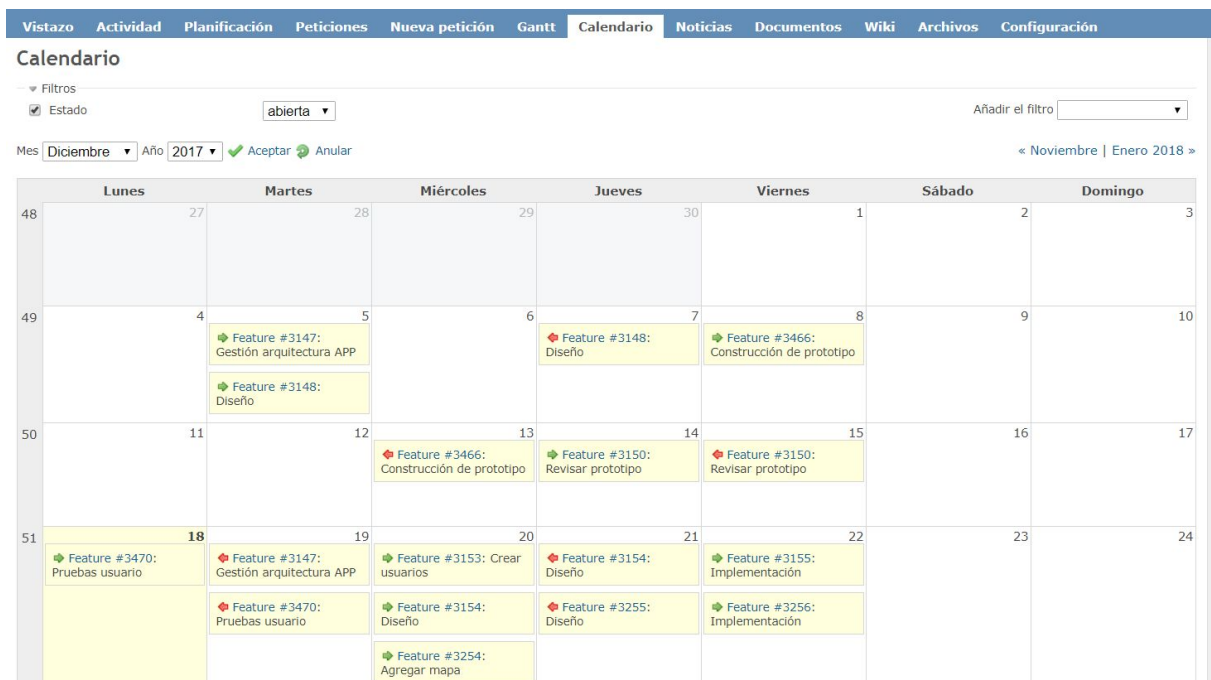 Vistazo Actividad Planificación Peticiones Nueva petición Gantt Calendario Noticias Documentos Wiki Archivos Configuración
Calendario
Filtros
Estado abierta Añadir el filtro
Mes Diciembre Año 2017 Aceptar Anular « Noviembre | Enero 2018 »
Lunes Martes Miércoles Jueves Viernes Sábado Domingo
48 27 28 29 30 1 2 3
49 4 5 6 7 8 9 10
Feature #3147: Feature #3148: Feature #3466:
Gestión arquitectura APP Diseño Construcción de prototipo
Feature #3148:
Diseño
50 11 12 13 14 15 16 17
Feature #3466: Feature #3150: Feature #3150:
Construcción de prototipo Revisar prototipo Revisar prototipo
51 18 19 20 21 22 23 24
Feature #3470: Feature #3147: Feature #3153: Crear Feature #3154: Feature #3155:
Pruebas usuario Gestión arquitectura APP usuarios Diseño Implementación
Feature #3470: Feature #3154: Feature #3255: Feature #3256:
Pruebas usuario Diseño Diseño Implementación
Feature #3254:
Agregar mapa